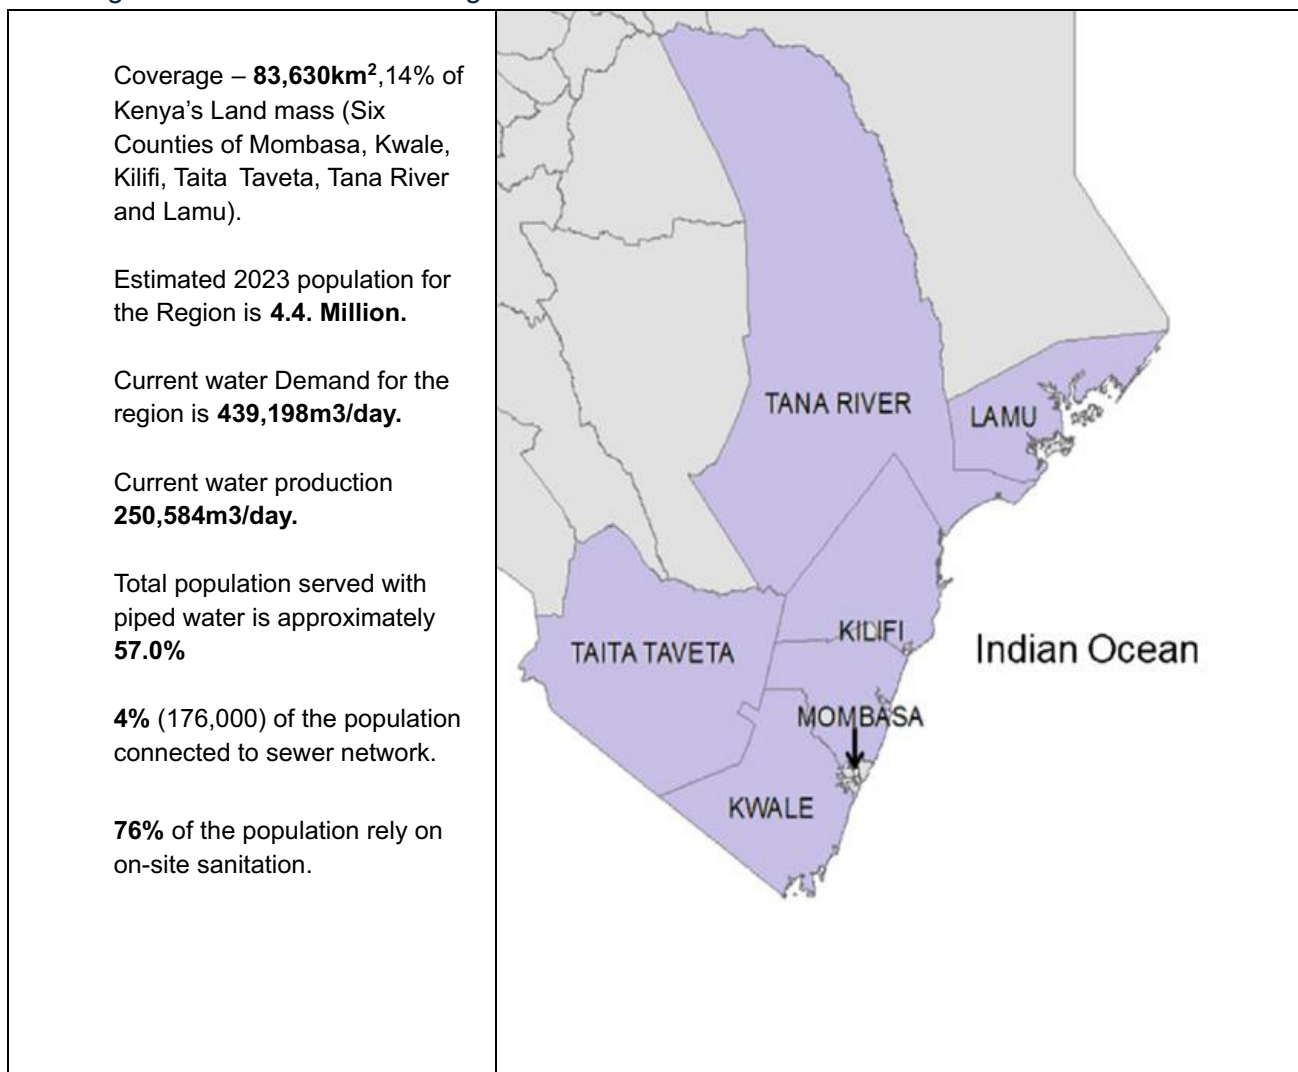 Coverage – 83,630km²,14% of
Kenya's Land mass (Six
Counties of Mombasa, Kwale,
Kilifi, Taita Taveta, Tana River
and Lamu).
Estimated 2023 population for
the Region is 4.4. Million.
Current water Demand for the
region is 439,198m3/day.
Current water production
250,584m3/day.
Total population served with
piped water is approximately
57.0%
4% (176,000) of the population
connected to sewer network.
76% of the population rely on
on-site sanitation.
TANA RIVER
LAMU
KILIFI
TAITA TAVETA
Indian Ocean
MOMBASA
KWALE